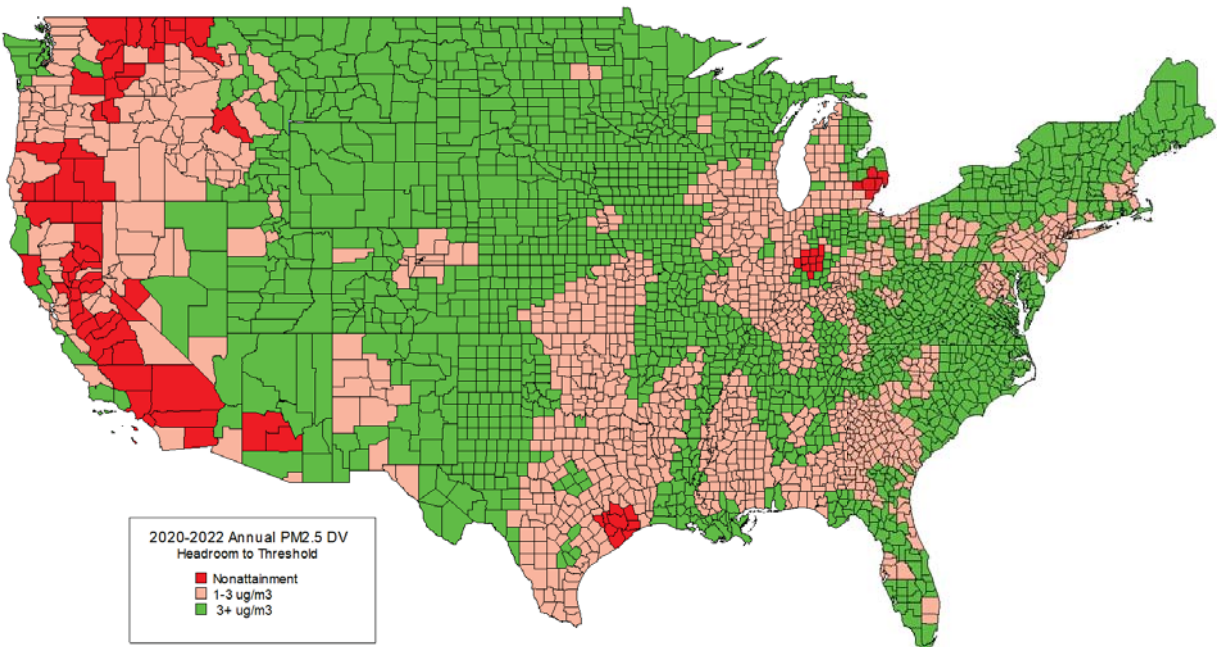 2020-2022 Annual PM2.5 DV
Headroom to Threshold
Nonattainment
1-3 ug/m3
3+ ug/m3